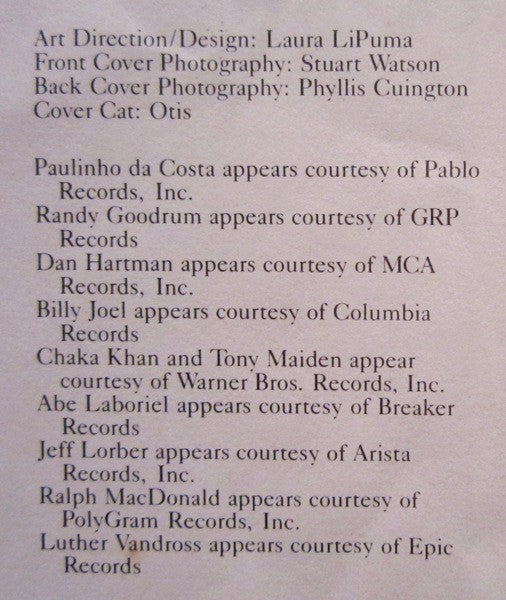 Art Direction/Design: Laura LiPuma
Front Cover Photography: Stuart Watson
Back Cover Photography: Phyllis Cuington
Cover Cat: Otis
Paulinho da Costa appears courtesy of Pablo
Records, Inc.
Randy Goodrum appears courtesy of GRP
Records
Dan Hartman appears courtesy of MCA
Records, Inc.
Billy Joel appears courtesy of Columbia
Records
Chaka Khan and Tony Maiden appear
courtesy of Warner Bros. Records, Inc.
Abe Laboriel appears courtesy of Breaker
Records
Jeff Lorber appears courtesy of Arista
Records, Inc.
Ralph MacDonald appears courtesy of
PolyGram Records, Inc.
Luther Vandross appears courtesy of Epic
Records